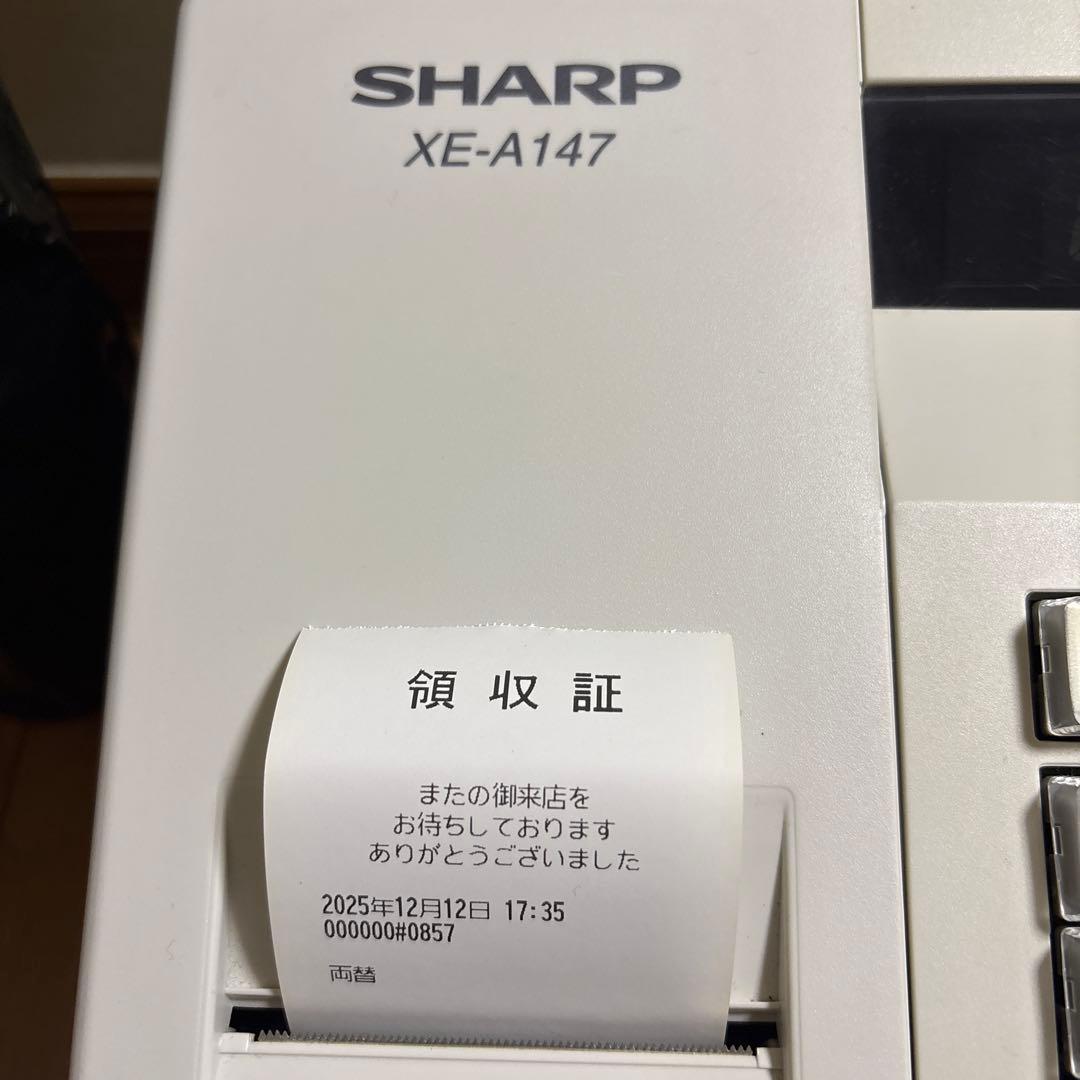 SHARP
XE-A147
領収証
またの御来店を
お待ちしております
ありがとうございました
2025年12月12日 17:35
000000#0857
両替